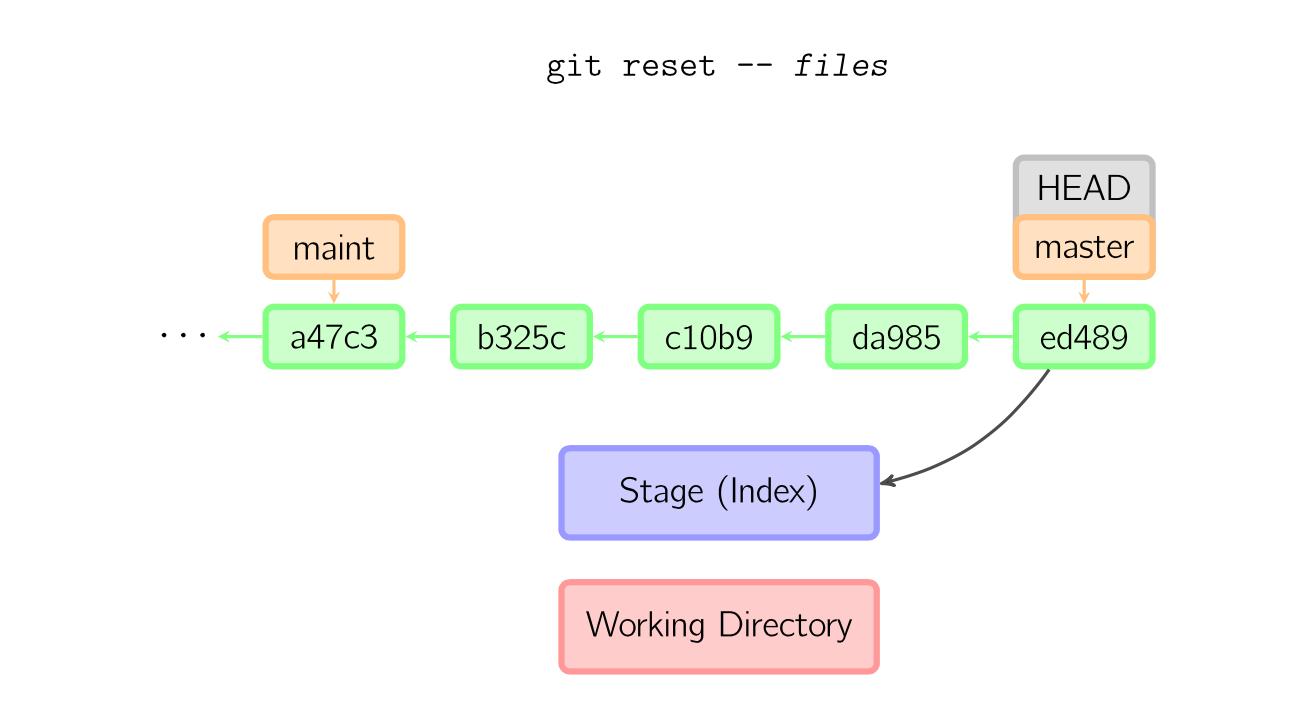 git reset -- files
HEAD
maint
master
... a47c3 b325c c10b9 da985 ed489
Stage (Index)
Working Directory